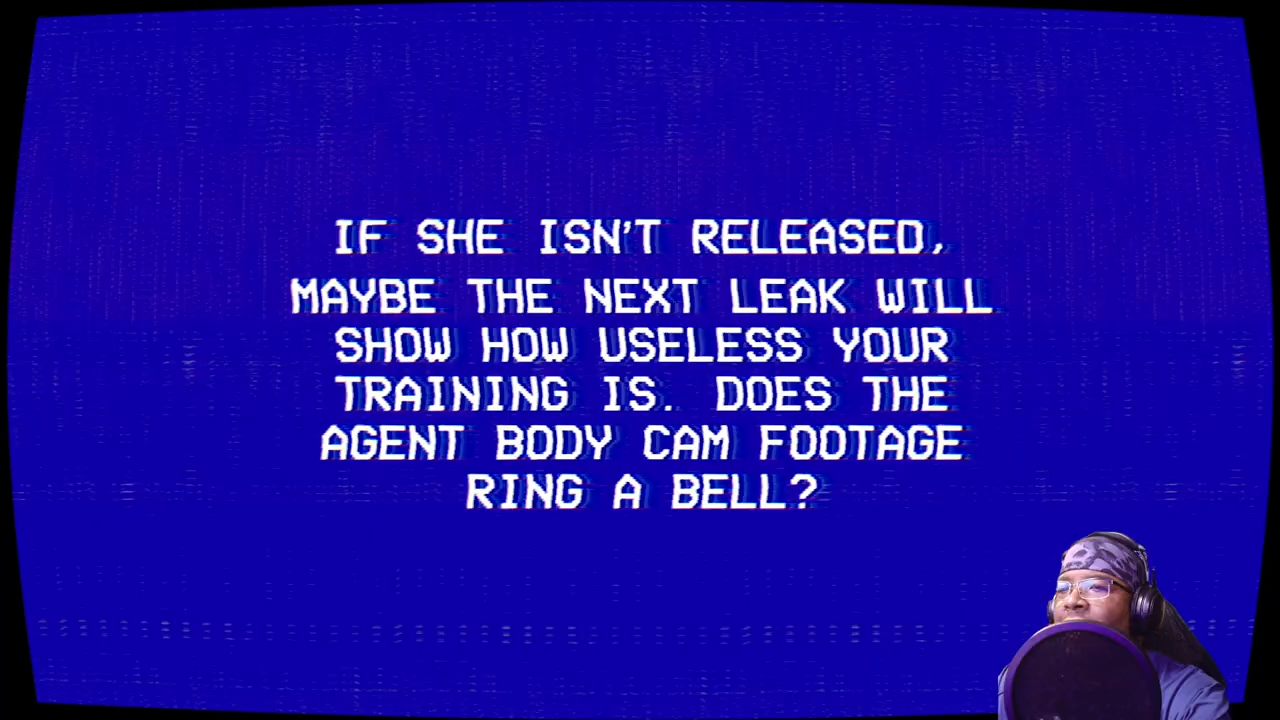 IF SHE ISN'T RELEASED,
MAYBE THE NEXT LEAK WILL
SHOW HOW USELESS YOUR
TRAINING IS. DOES THE
AGENT BODY CAM FOOTAGE
RING A BELL?